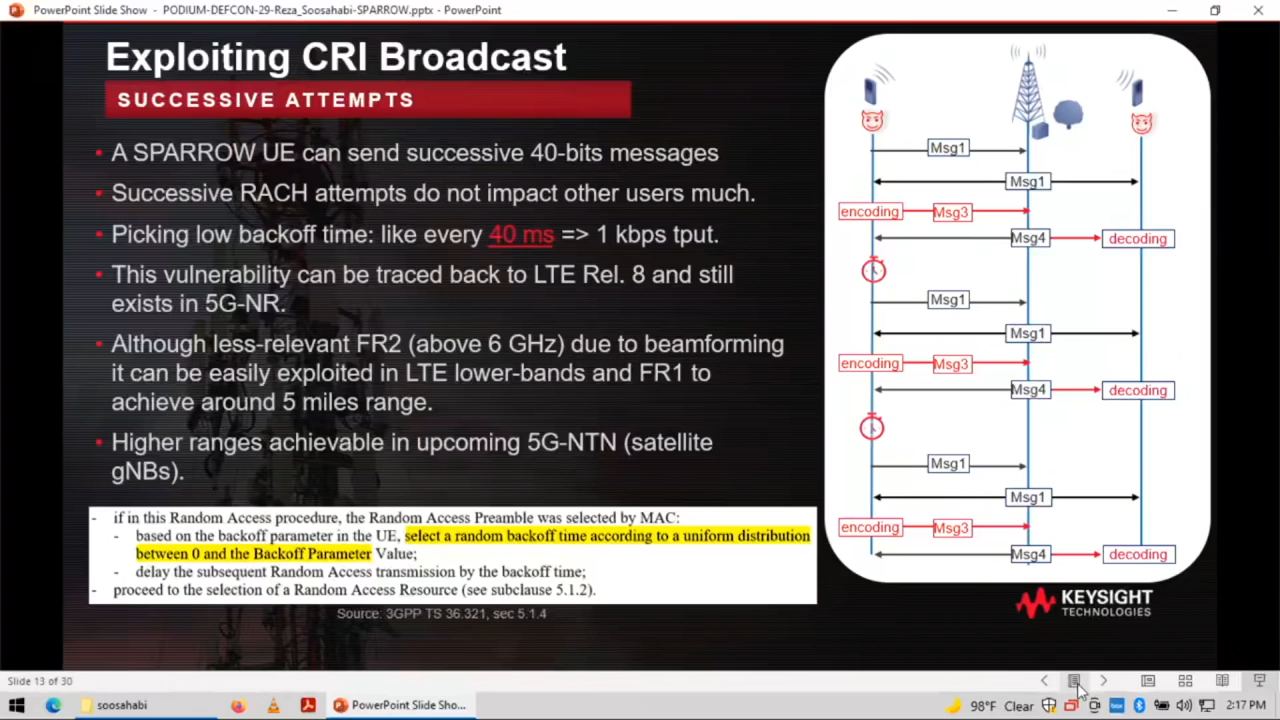 PowerPoint Slide Show - PODIUM-DEFCON-29-Reza_Soosahabi-SPARROW.pptx - PowerPoint
Exploiting CRI Broadcast
SUCCESSIVE ATTEMPTS
• A SPARROW UE can send successive 40-bits messages
• Successive RACH attempts do not impact other users much.
• Picking low backoff time: like every 40 ms => 1 kbps tput.
• This vulnerability can be traced back to LTE Rel. 8 and still
exists in 5G-NR.
• Although less-relevant FR2 (above 6 GHz) due to beamforming
it can be easily exploited in LTE lower-bands and FR1 to
achieve around 5 miles range.
• Higher ranges achievable in upcoming 5G-NTN (satellite
gNBs).
- if in this Random Access procedure, the Random Access Preamble was selected by MAC:
- based on the backoff parameter in the UE, select a random backoff time according to a uniform distribution
between 0 and the Backoff Parameter Value;
- delay the subsequent Random Access transmission by the backoff time;
- proceed to the selection of a Random Access Resource (see subclause 5.1.2).
Source: 3GPP TS 36.321, sec 5.1.4
Msg1
Msg1
encoding Msg3
Msg4 decoding
Msg1
Msg1
encoding Msg3
Msg4 decoding
Msg1
Msg1
encoding Msg3
Msg4 decoding
KEYSIGHT
TECHNOLOGIES
Slide 13 of 30
soosahabi
PowerPoint Slide Sho...
98°F Clear
2:17 PM